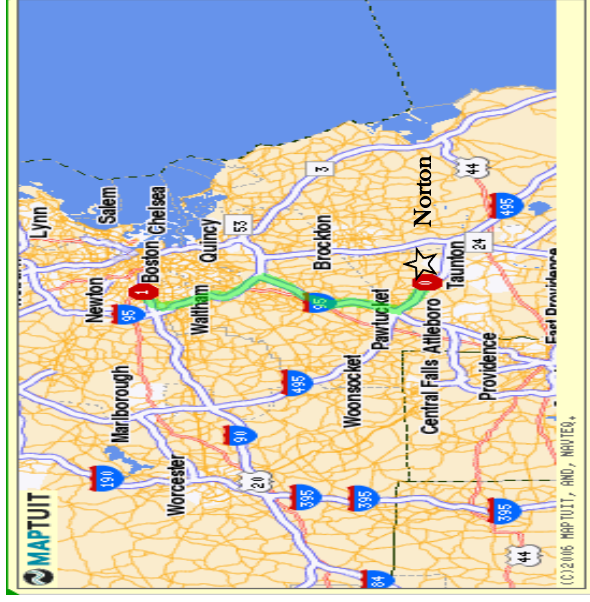 MAPTUIT
Lynn
Salem
Chelsea
Boston
1
Newton
95
Quincy
Waltham
53
3
Brockton
Marlborough
190
Worcester
90
20
495
95
Woonsocket
Pawtucket
Norton
0
Attleboro
Taunton
24
44
495
Central Falls
Providence
East Providence
395
395
395
84
44
(C)2006 MAPTUIT, AND, NAVTEQ.